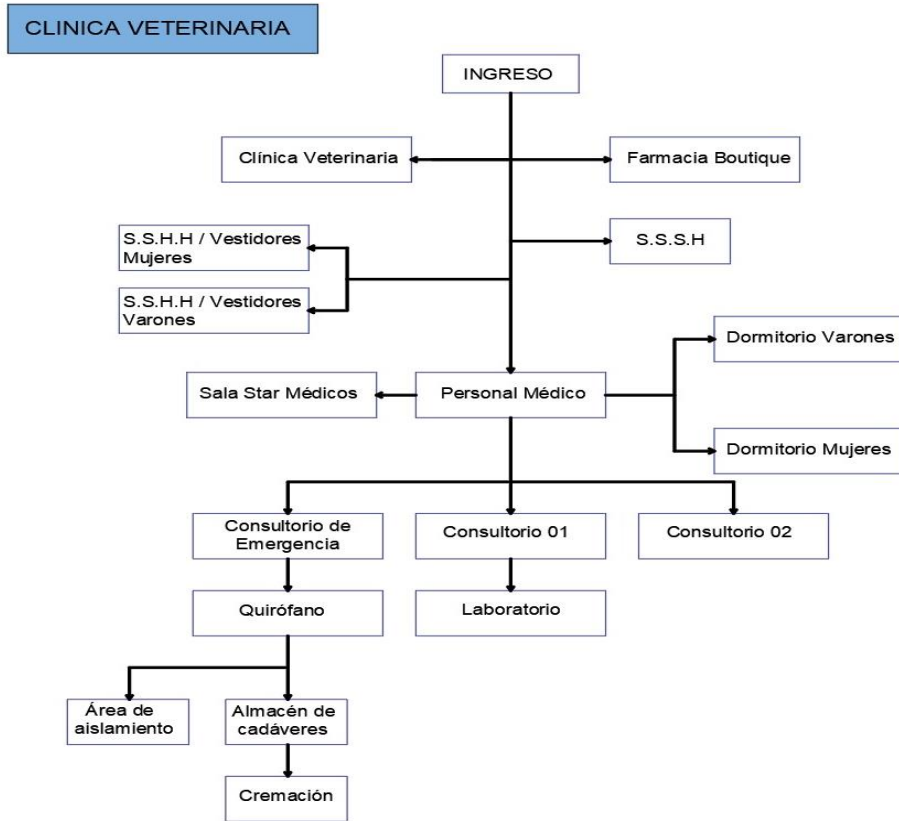 CLINICA VETERINARIA
INGRESO
Clínica Veterinaria
Farmacia Boutique
S.S.H.H / Vestidores
Mujeres
S.S.S.H
S.S.H.H / Vestidores
Varones
Dormitorio Varones
Sala Star Médicos
Personal Médico
Dormitorio Mujeres
Consultorio de
Emergencia
Consultorio 01
Consultorio 02
Quirófano
Laboratorio
Área de
aislamiento
Almacén de
cadáveres
Cremación